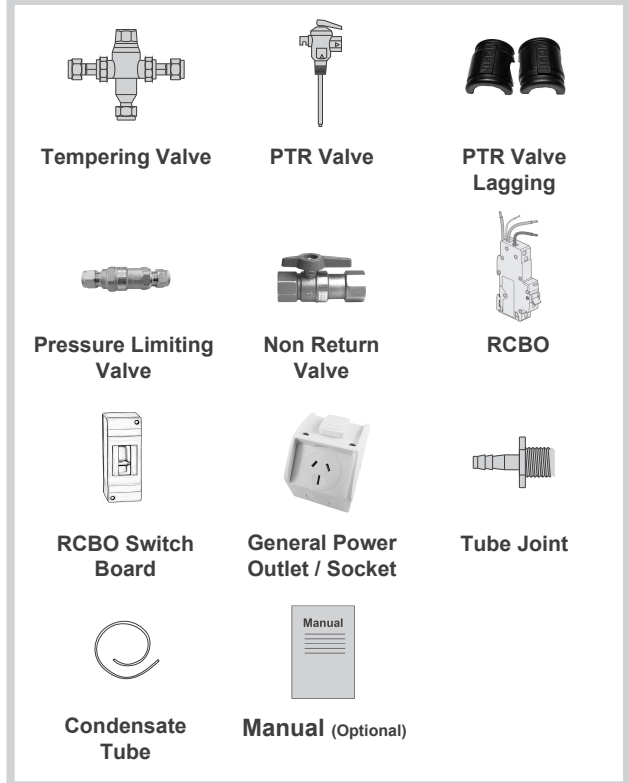 Tempering Valve
PTR Valve
PTR Valve
Lagging
Pressure Limiting
Valve
Non Return
Valve
RCBO
RCBO Switch
Board
General Power
Outlet / Socket
Tube Joint
Manual
Condensate
Tube
Manual (Optional)